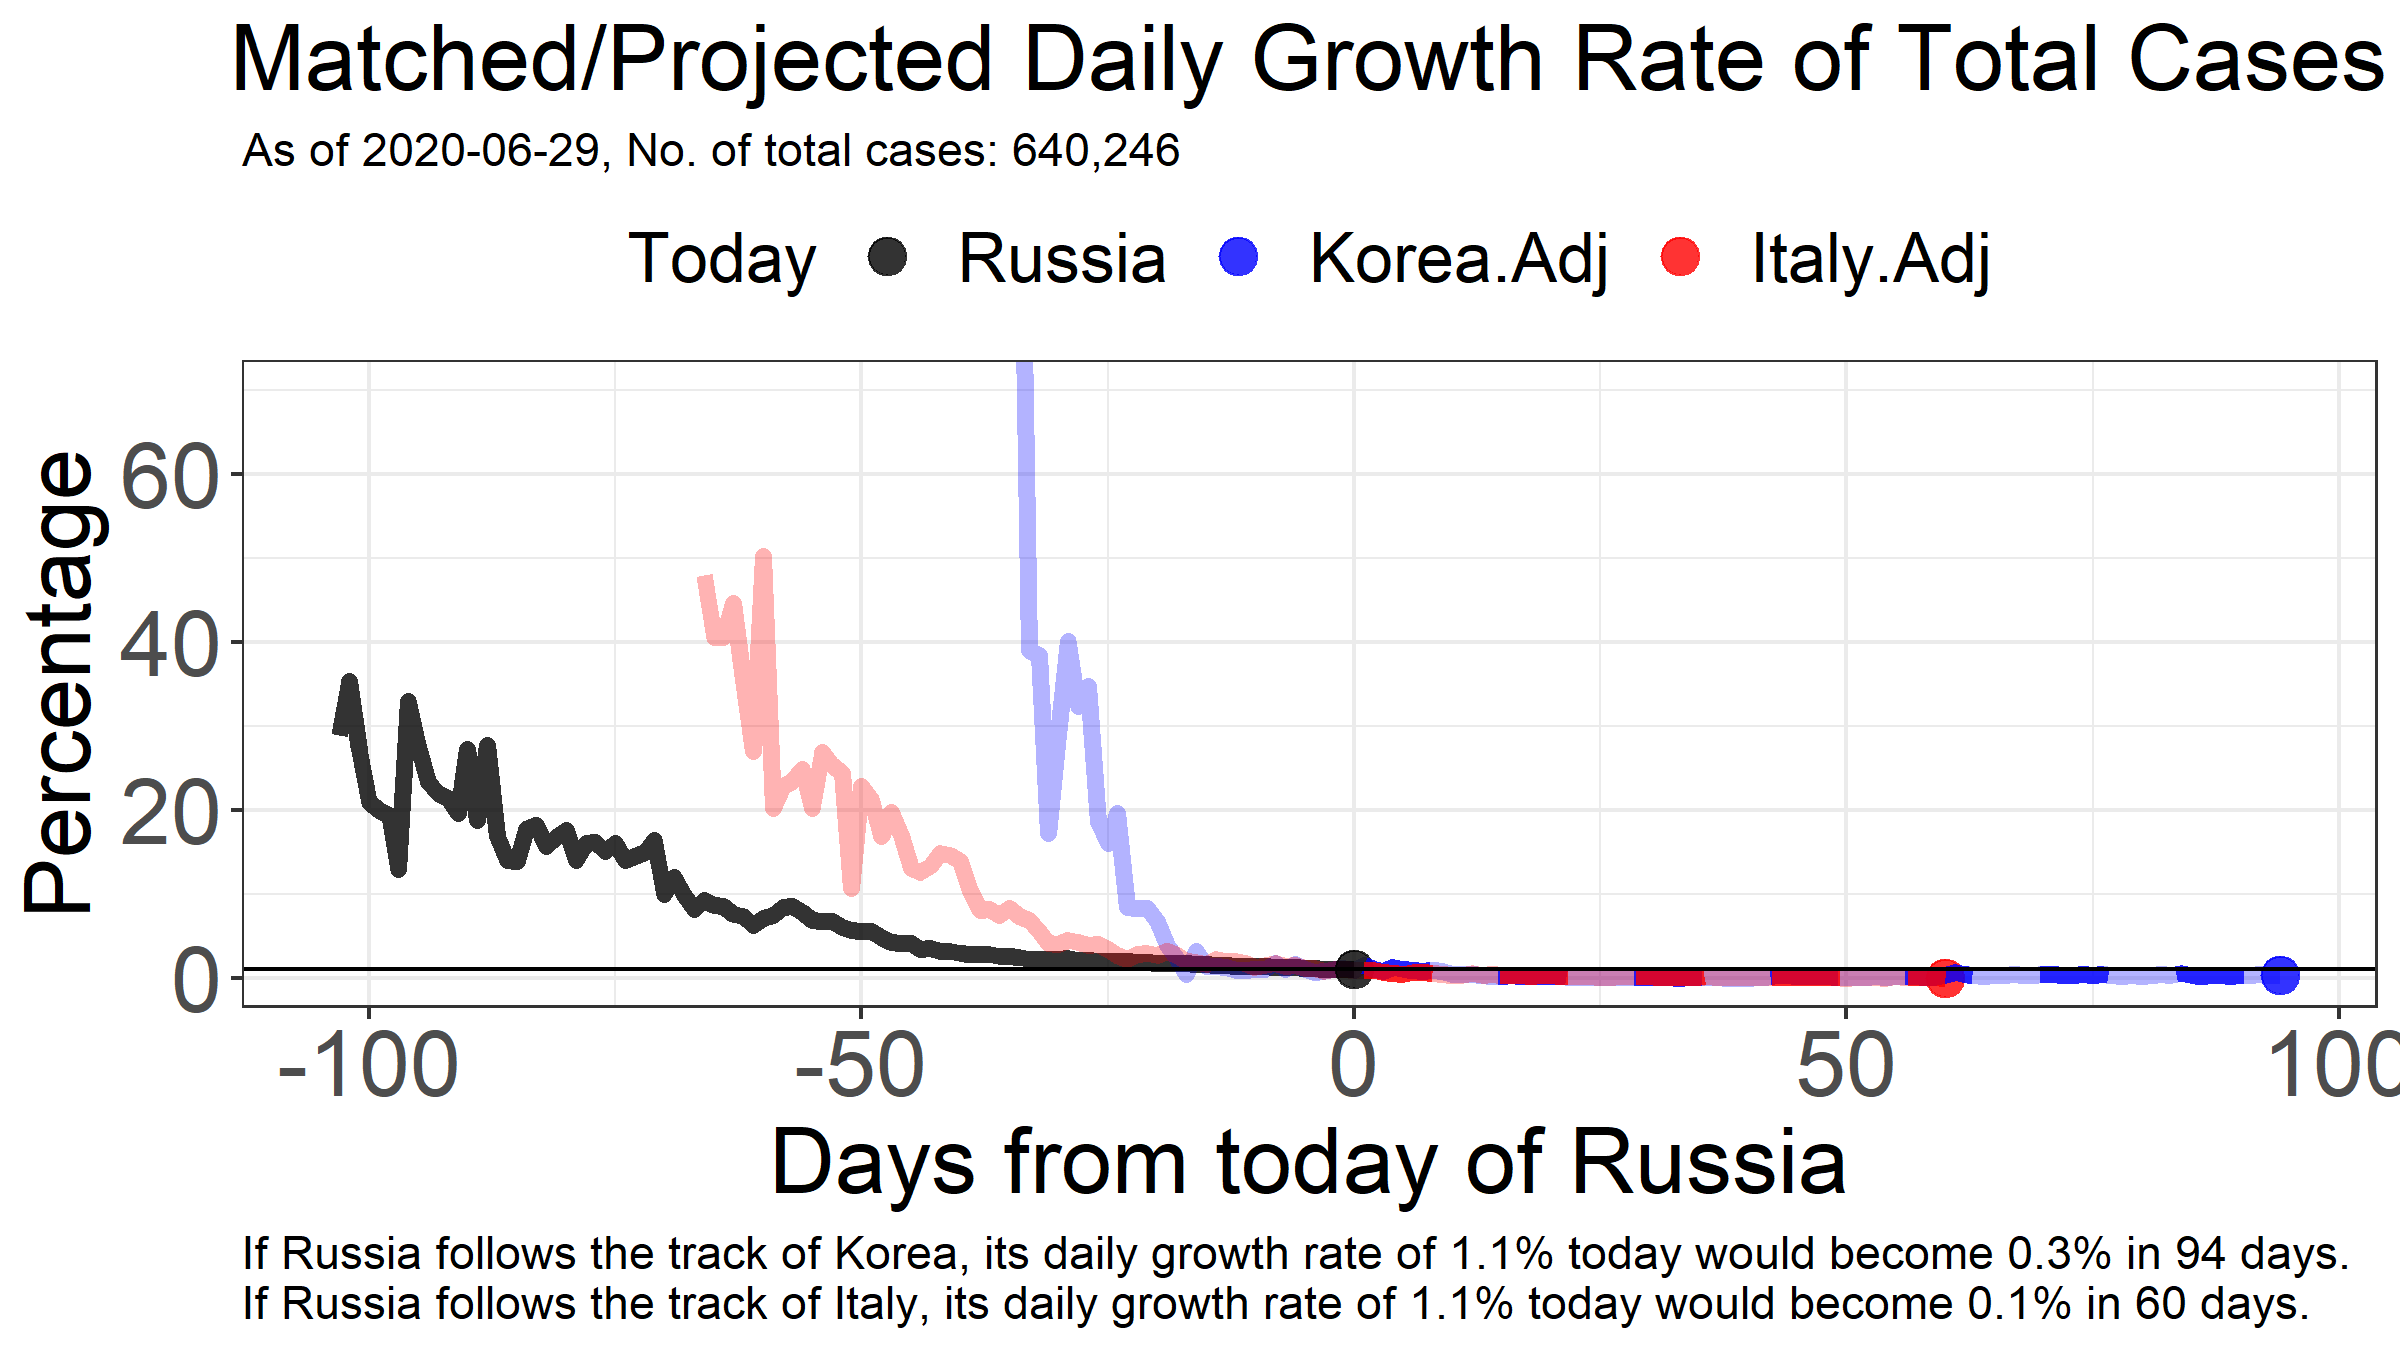 Matched/Projected Daily Growth Rate of Total Cases
As of 2020-06-29, No. of total cases: 640,246
Today Russia Korea.Adj Italy.Adj
Percentage
60
40
20
0
-100 -50 0 50 100
Days from today of Russia
If Russia follows the track of Korea, its daily growth rate of 1.1% today would become 0.3% in 94 days.
If Russia follows the track of Italy, its daily growth rate of 1.1% today would become 0.1% in 60 days.